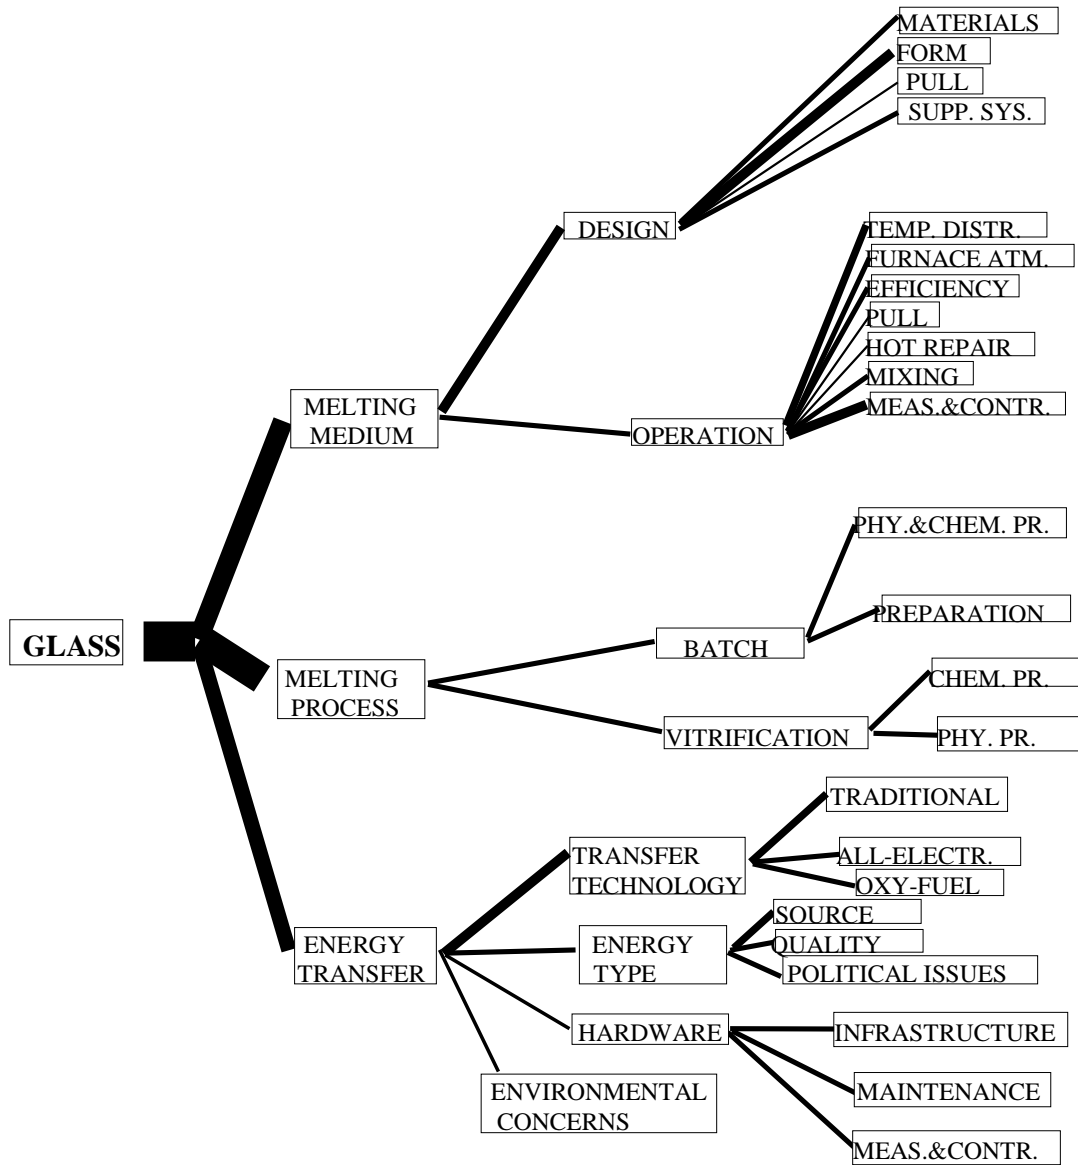 MATERIALS
FORM
PULL
SUPP. SYS.
DESIGN
TEMP. DISTR.
FURNACE ATM.
EFFICIENCY
PULL
HOT REPAIR
MIXING
MEAS.&CONTR.
MELTING
MEDIUM
OPERATION
PHY.&CHEM. PR.
PREPARATION
GLASS
BATCH
MELTING
PROCESS
CHEM. PR.
VITRIFICATION
PHY. PR.
TRADITIONAL
TRANSFER
TECHNOLOGY
ALL-ELECTR.
OXY-FUEL
SOURCE
ENERGY
TRANSFER
ENERGY
TYPE
QUALITY
POLITICAL ISSUES
HARDWARE
INFRASTRUCTURE
ENVIRONMENTAL
CONCERNS
MAINTENANCE
MEAS.&CONTR.